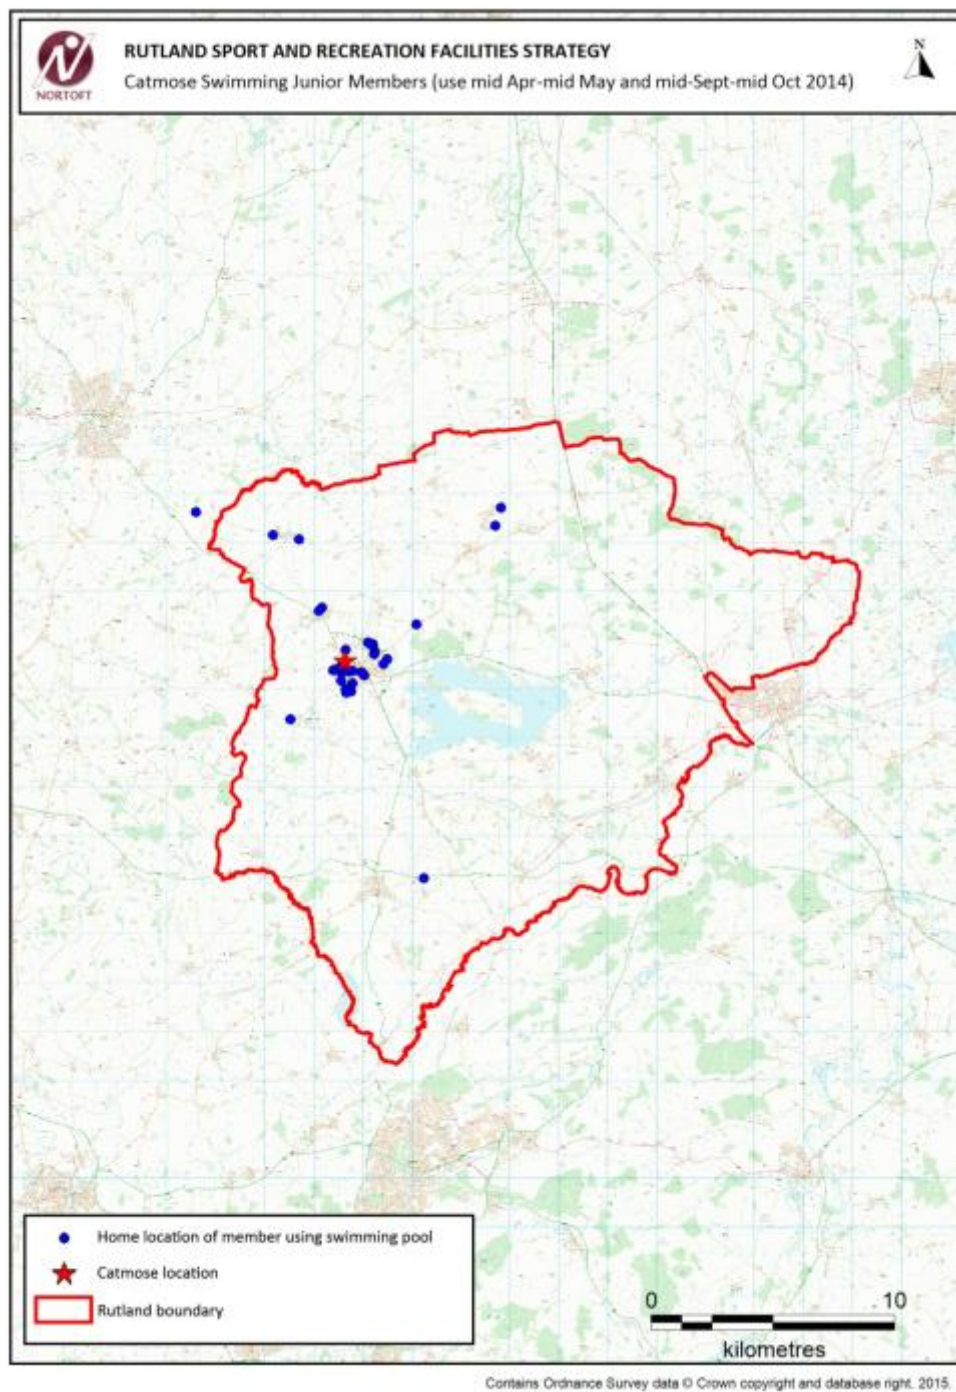 RUTLAND SPORT AND RECREATION FACILITIES STRATEGY
Catmose Swimming Junior Members (use mid Apr-mid May and mid-Sept-mid Oct 2014)
NORTOFT
N
Home location of member using swimming pool
Catmose location
Rutland boundary
0 10
kilometres
Contains Ordnance Survey data © Crown copyright and database right, 2015.